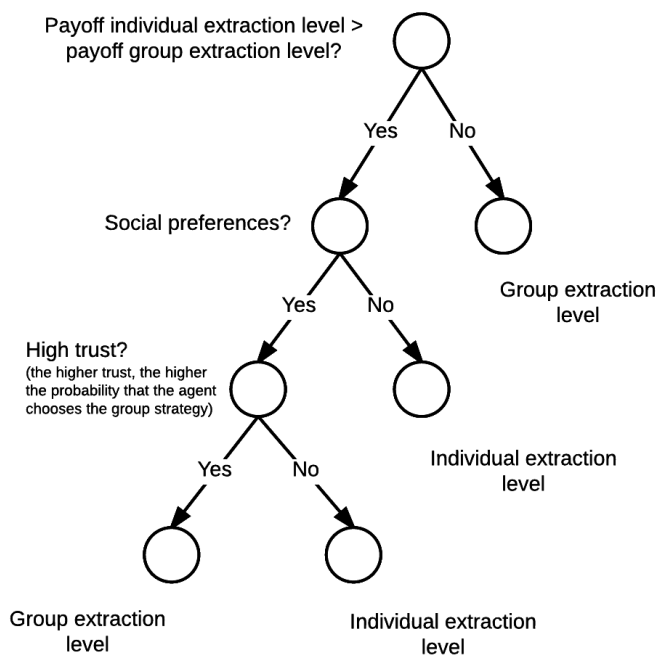 Payoff individual extraction level >
payoff group extraction level?
Yes
No
Social preferences?
Group extraction
level
Yes
No
High trust?
(the higher trust, the higher
the probability that the agent
chooses the group strategy)
Individual extraction
level
Yes
No
Group extraction
level
Individual extraction
level